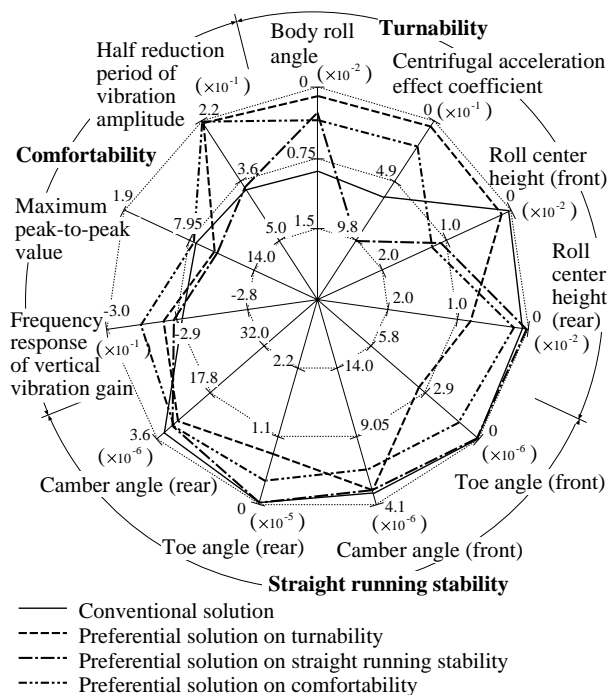 Turnability
Body roll
angle
0 (×10-2)
0.75
1.5
Centrifugal acceleration
effect coefficient
0 (×10-1)
4.9
9.8
Roll center
height (front)
0
(×10-2)
1.0
2.0
Roll
center
height
(rear)
0
(×10-2)
1.0
2.0
Toe angle (front)
0
(×10-6)
2.9
5.8
Camber angle (front)
4.1
(×10-6)
9.05
14.0
Straight running stability
Toe angle (rear)
0 (×10-5)
1.1
2.2
Camber angle (rear)
3.6
(×10-6)
17.8
32.0
Frequency
response
of vertical
vibration gain
-3.0
(×10-1)
-2.9
-2.8
Maximum
peak-to-peak
value
1.9
7.95
14.0
Comfortability
Half reduction
period of
vibration
amplitude
(×10-1)
2.2
3.6
5.0
Conventional solution
Preferential solution on turnability
Preferential solution on straight running stability
Preferential solution on comfortability